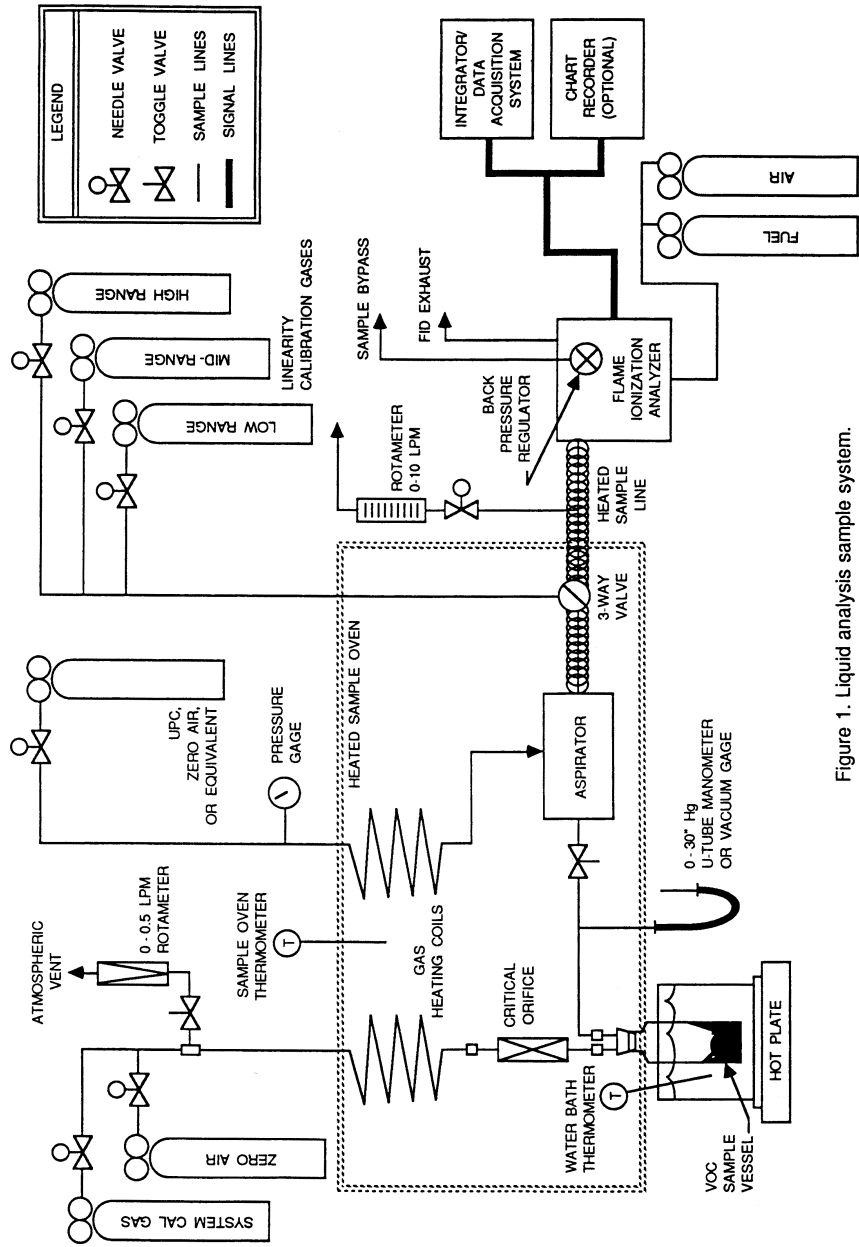 LEGEND
NEEDLE VALVE
TOGGLE VALVE
SAMPLE LINES
SIGNAL LINES
INTEGRATOR/
DATA
ACQUISITION
SYSTEM
CHART
RECORDER
(OPTIONAL)
AIR
FUEL
HIGH RANGE
MID-RANGE
LOW RANGE
LINEARITY
CALIBRATION GASES
SAMPLE BYPASS
FID EXHAUST
BACK
PRESSURE
REGULATOR
FLAME
IONIZATION
ANALYZER
ROTAMETER
0-10 LPM
HEATED
SAMPLE
LINE
3-WAY
VALVE
UPC,
ZERO AIR,
OR EQUIVALENT
PRESSURE
GAGE
HEATED SAMPLE OVEN
ASPIRATOR
0-30" Hg
U-TUBE MANOMETER
OR VACUUM GAGE
ATMOSPHERIC
VENT
0-0.5 LPM
ROTAMETER
SAMPLE OVEN
THERMOMETER
T
GAS
HEATING COILS
CRITICAL
ORIFICE
WATER BATH
THERMOMETER
T
SYSTEM CAL GAS
ZERO AIR
VOC
SAMPLE
VESSEL
HOT PLATE
Figure 1. Liquid analysis sample system.